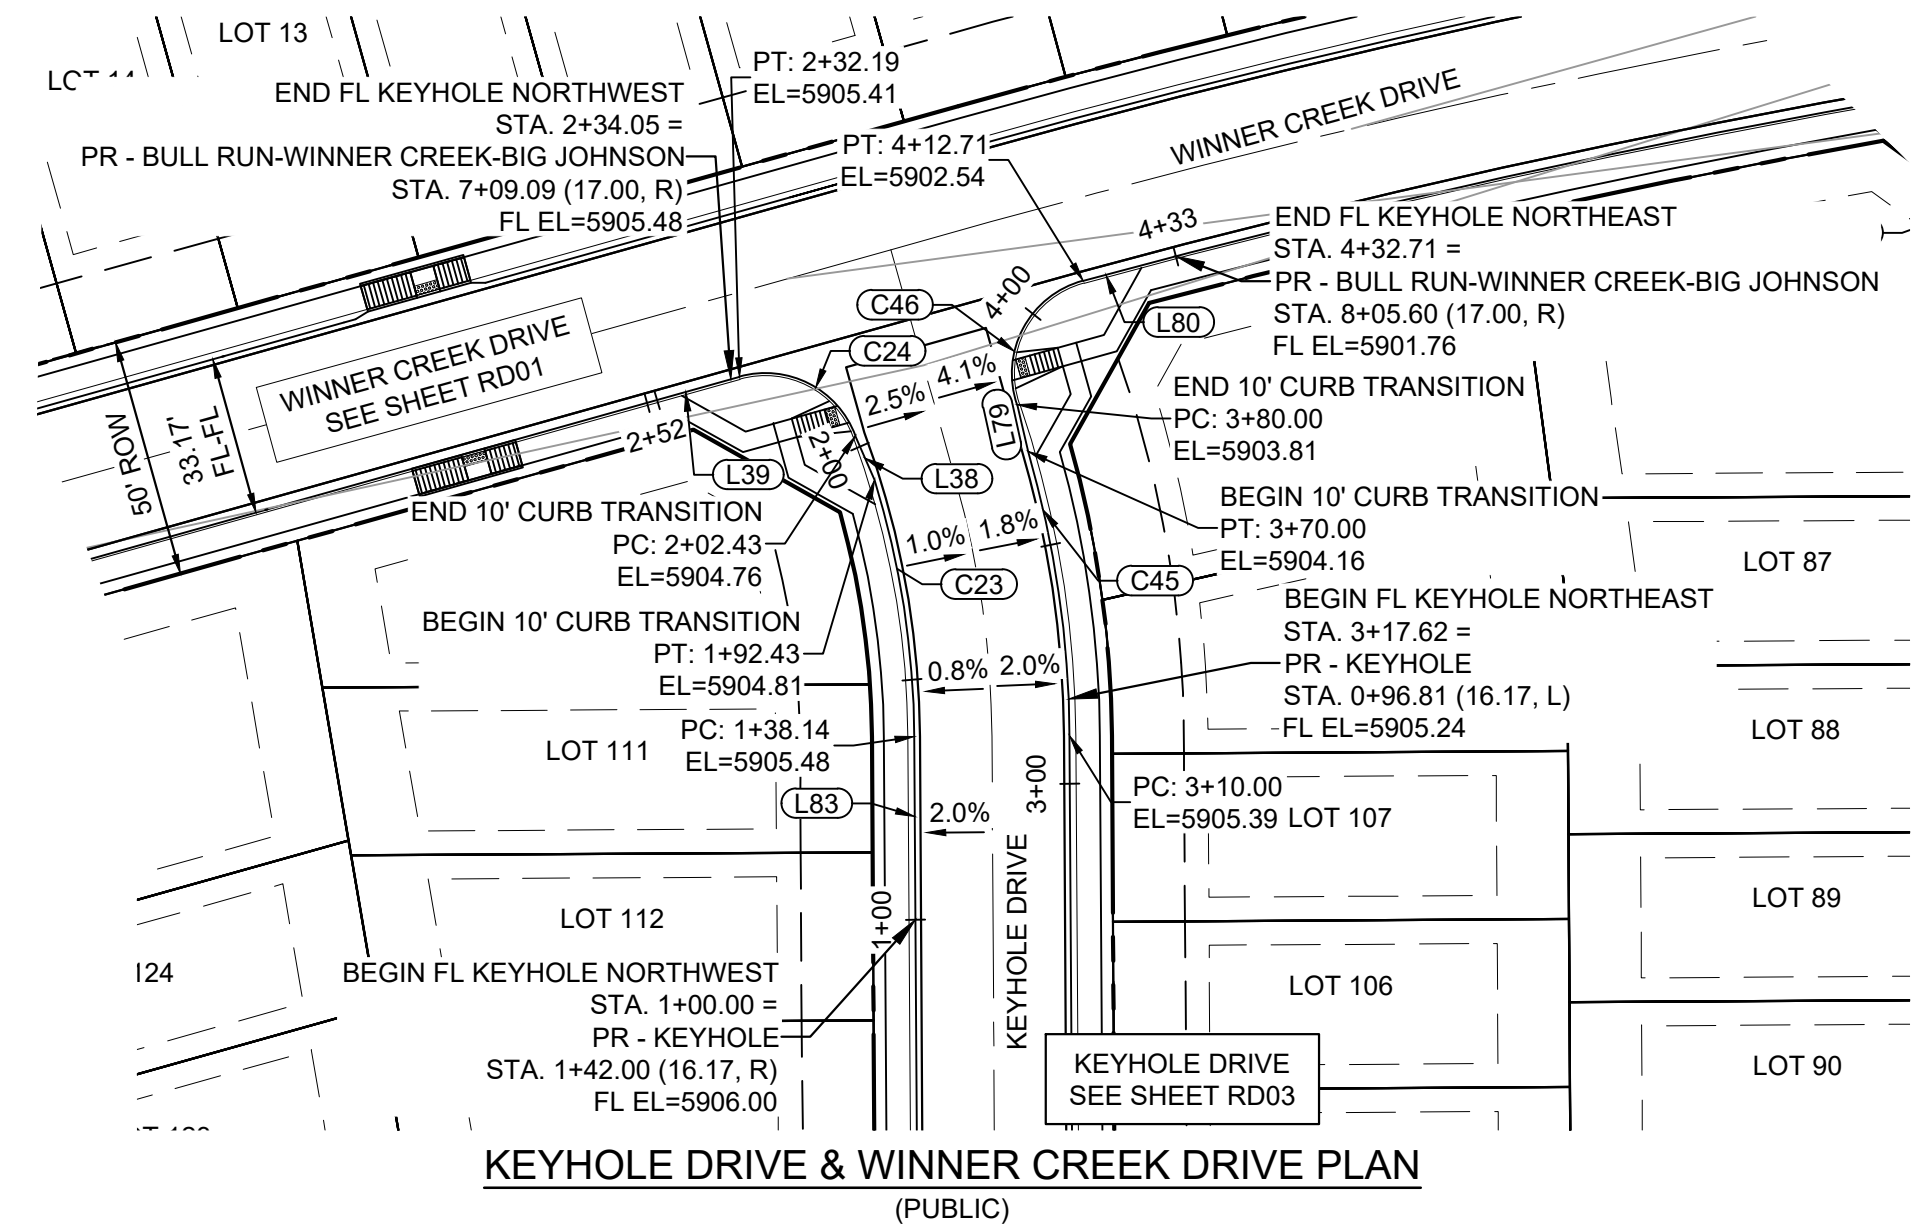 LOT 13
END FL KEYHOLE NORTHWEST
STA. 2+34.05 =
PR - BULL RUN-WINNER CREEK-BIG JOHNSON
STA. 7+09.09 (17.00, R)
FL EL=5905.48
PT: 2+32.19
EL=5905.41
PT: 4+12.71
EL=5902.54
WINNER CREEK DRIVE
4+33
END FL KEYHOLE NORTHEAST
STA. 4+32.71 =
PR - BULL RUN-WINNER CREEK-BIG JOHNSON
STA. 8+05.60 (17.00, R)
FL EL=5901.76
C46
4+00
L80
C24
WINNER CREEK DRIVE
SEE SHEET RD01
50' ROW
33.17'
FL-FL
2+52
2.5%
4.1%
L79
END 10' CURB TRANSITION
PC: 3+80.00
EL=5903.81
2+00
L39
L38
END 10' CURB TRANSITION
PC: 2+02.43
EL=5904.76
BEGIN 10' CURB TRANSITION
PT: 3+70.00
EL=5904.16
1.0%
1.8%
C23
C45
LOT 87
BEGIN 10' CURB TRANSITION
PT: 1+92.43
EL=5904.81
BEGIN FL KEYHOLE NORTHEAST
STA. 3+17.62 =
PR - KEYHOLE
STA. 0+96.81 (16.17, L)
FL EL=5905.24
0.8%
2.0%
LOT 88
LOT 111
PC: 1+38.14
EL=5905.48
L83
2.0%
3+00
PC: 3+10.00
EL=5905.39
LOT 107
KEYHOLE DRIVE
LOT 89
LOT 112
1+00
124
BEGIN FL KEYHOLE NORTHWEST
STA. 1+00.00 =
PR - KEYHOLE
STA. 1+42.00 (16.17, R)
FL EL=5906.00
LOT 106
KEYHOLE DRIVE
SEE SHEET RD03
LOT 90
KEYHOLE DRIVE & WINNER CREEK DRIVE PLAN
(PUBLIC)